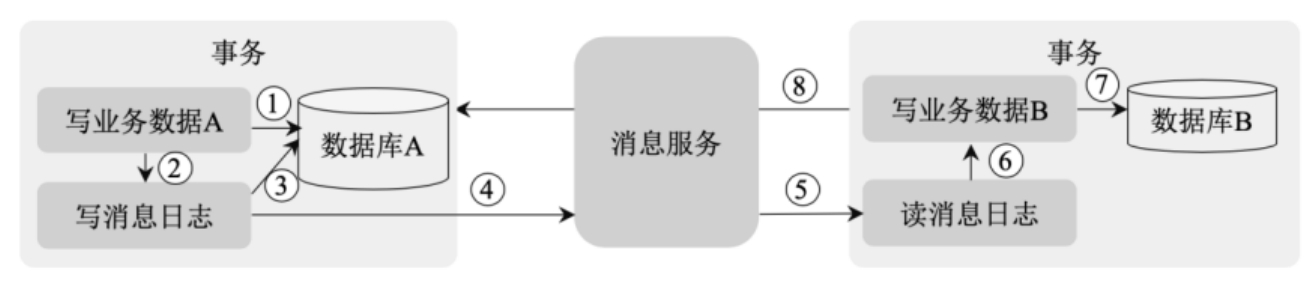 事务
写业务数据A
①
数据库A
②
③
写消息日志
④
消息服务
⑧
⑤
事务
写业务数据B
⑦
数据库B
⑥
读消息日志